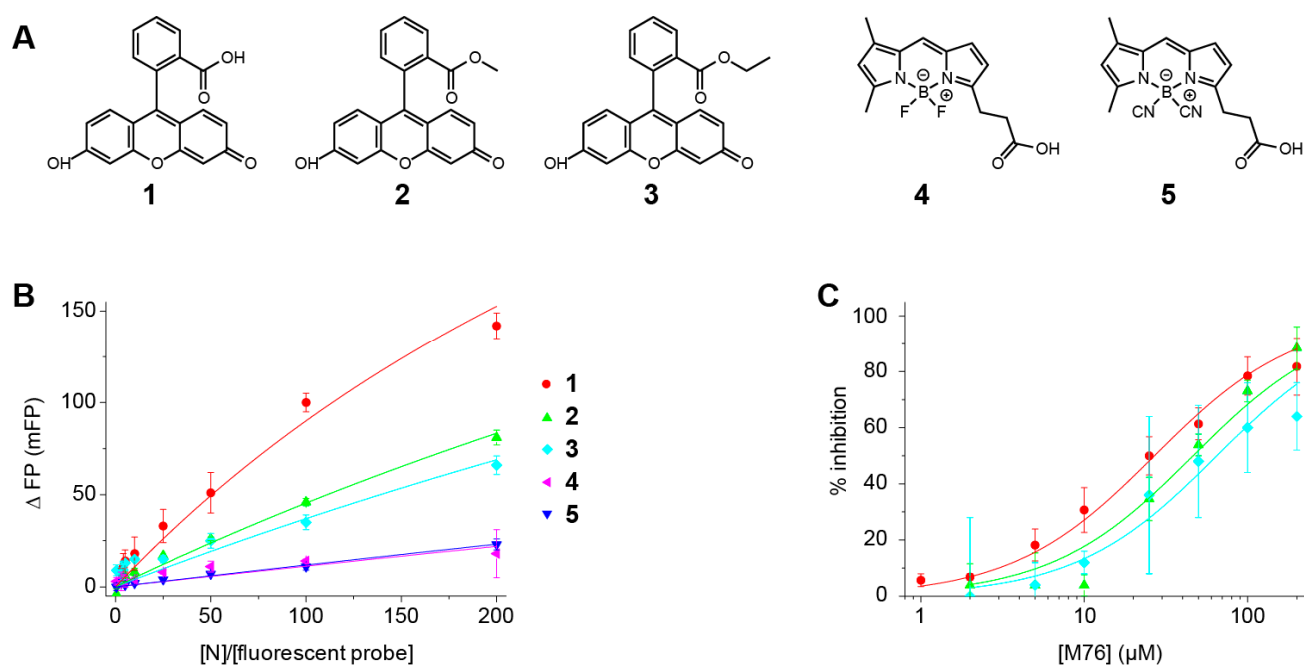 A
OH
O
OH
O
O
1
O
O
OH
O
O
2
O
O
OH
O
O
3
N
N
B
⊖
⊕
F
F
O
OH
4
N
N
B
⊖
⊕
CN
CN
O
OH
5
B
150
100
50
0
Δ FP (mFP)
0
50
100
150
200
[N]/[fluorescent probe]
1
2
3
4
5
C
100
80
60
40
20
0
% inhibition
1
10
100
[M76] (µM)